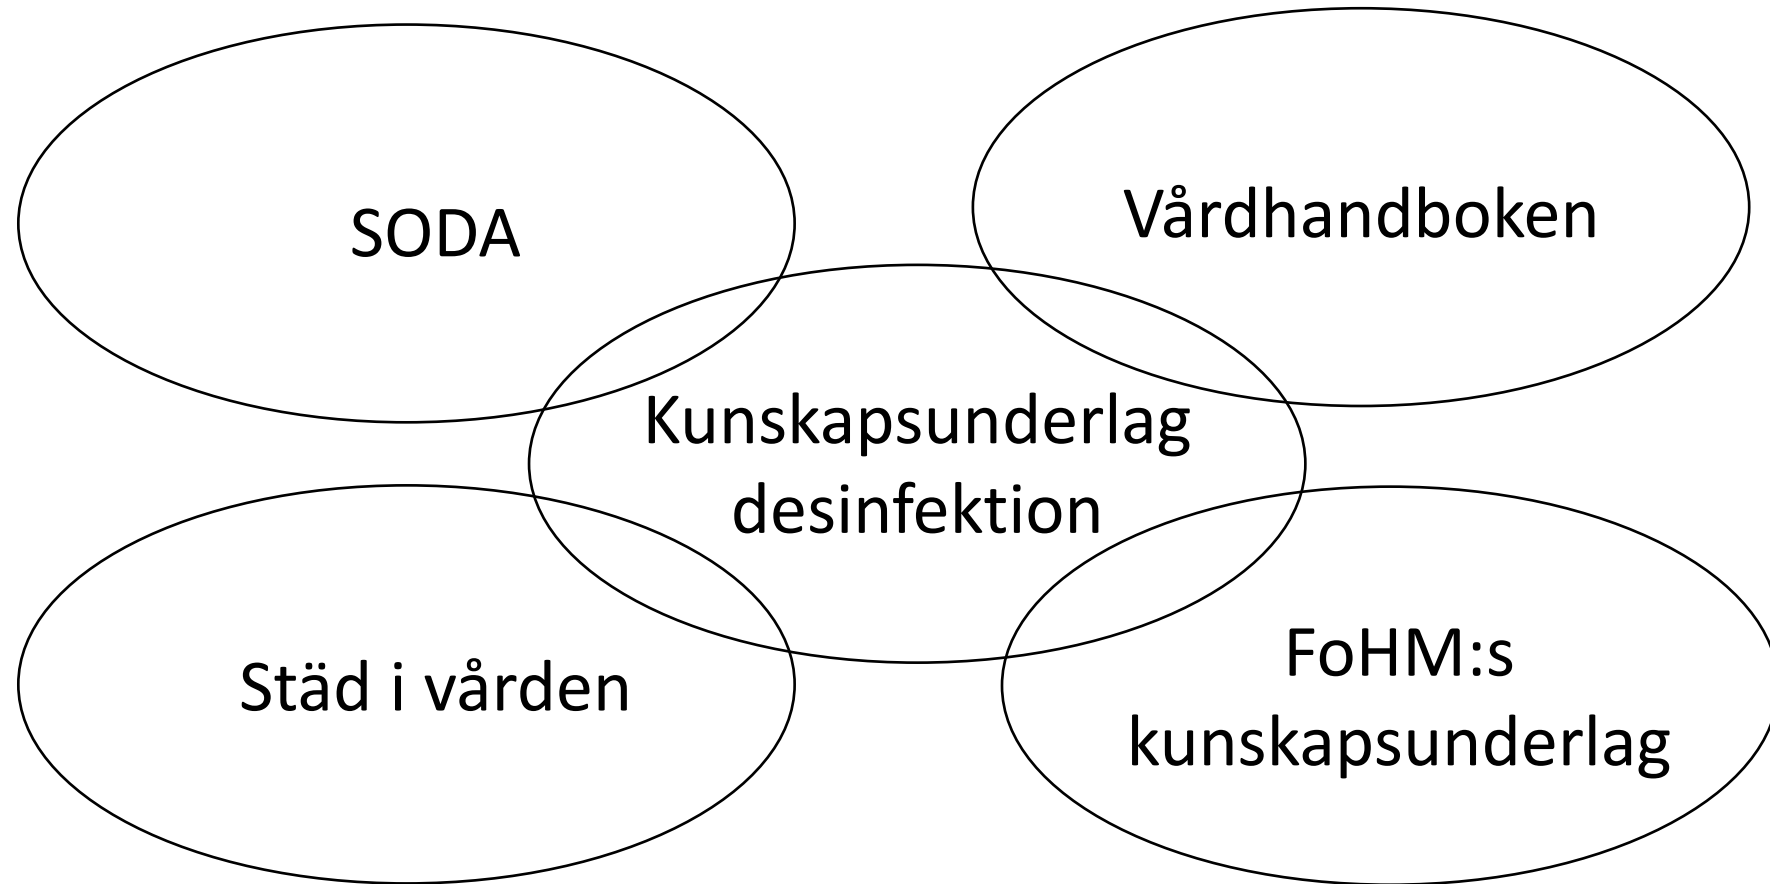 SODA
Vårdhandboken
Kunskapsunderlag
desinfektion
Städ i vården
FoHM:s
kunskapsunderlag